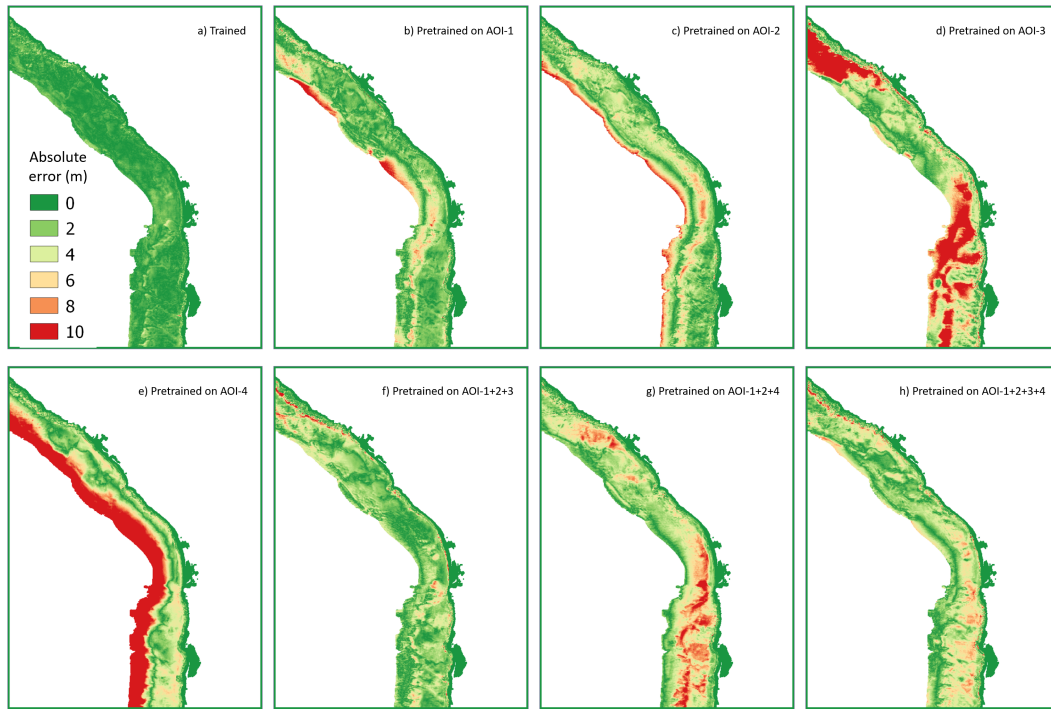 a) Trained
b) Pretrained on AOI-1
c) Pretrained on AOI-2
d) Pretrained on AOI-3
Absolute
error (m)
0
2
4
6
8
10
e) Pretrained on AOI-4
f) Pretrained on AOI-1+2+3
g) Pretrained on AOI-1+2+4
h) Pretrained on AOI-1+2+3+4